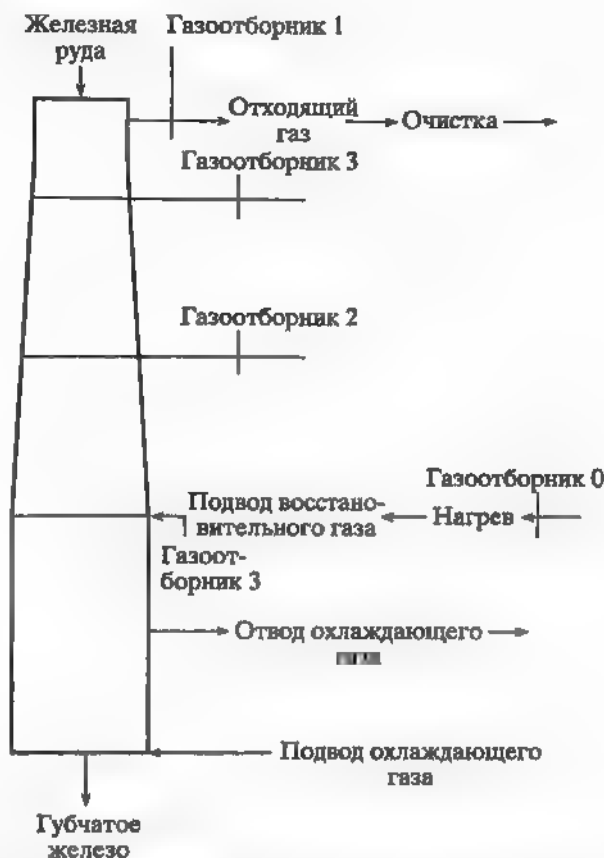 Железная
руда
Газоотборник 1
Отходящий
газ
Очистка
Газоотборник 3
Газоотборник 2
Газоотборник 0
Подвод восстано-
вительного газа
Нагрев
Газоот-
борник 3
Отвод охлаждающего
Подвод охлаждающего
газа
Губчатое
железо